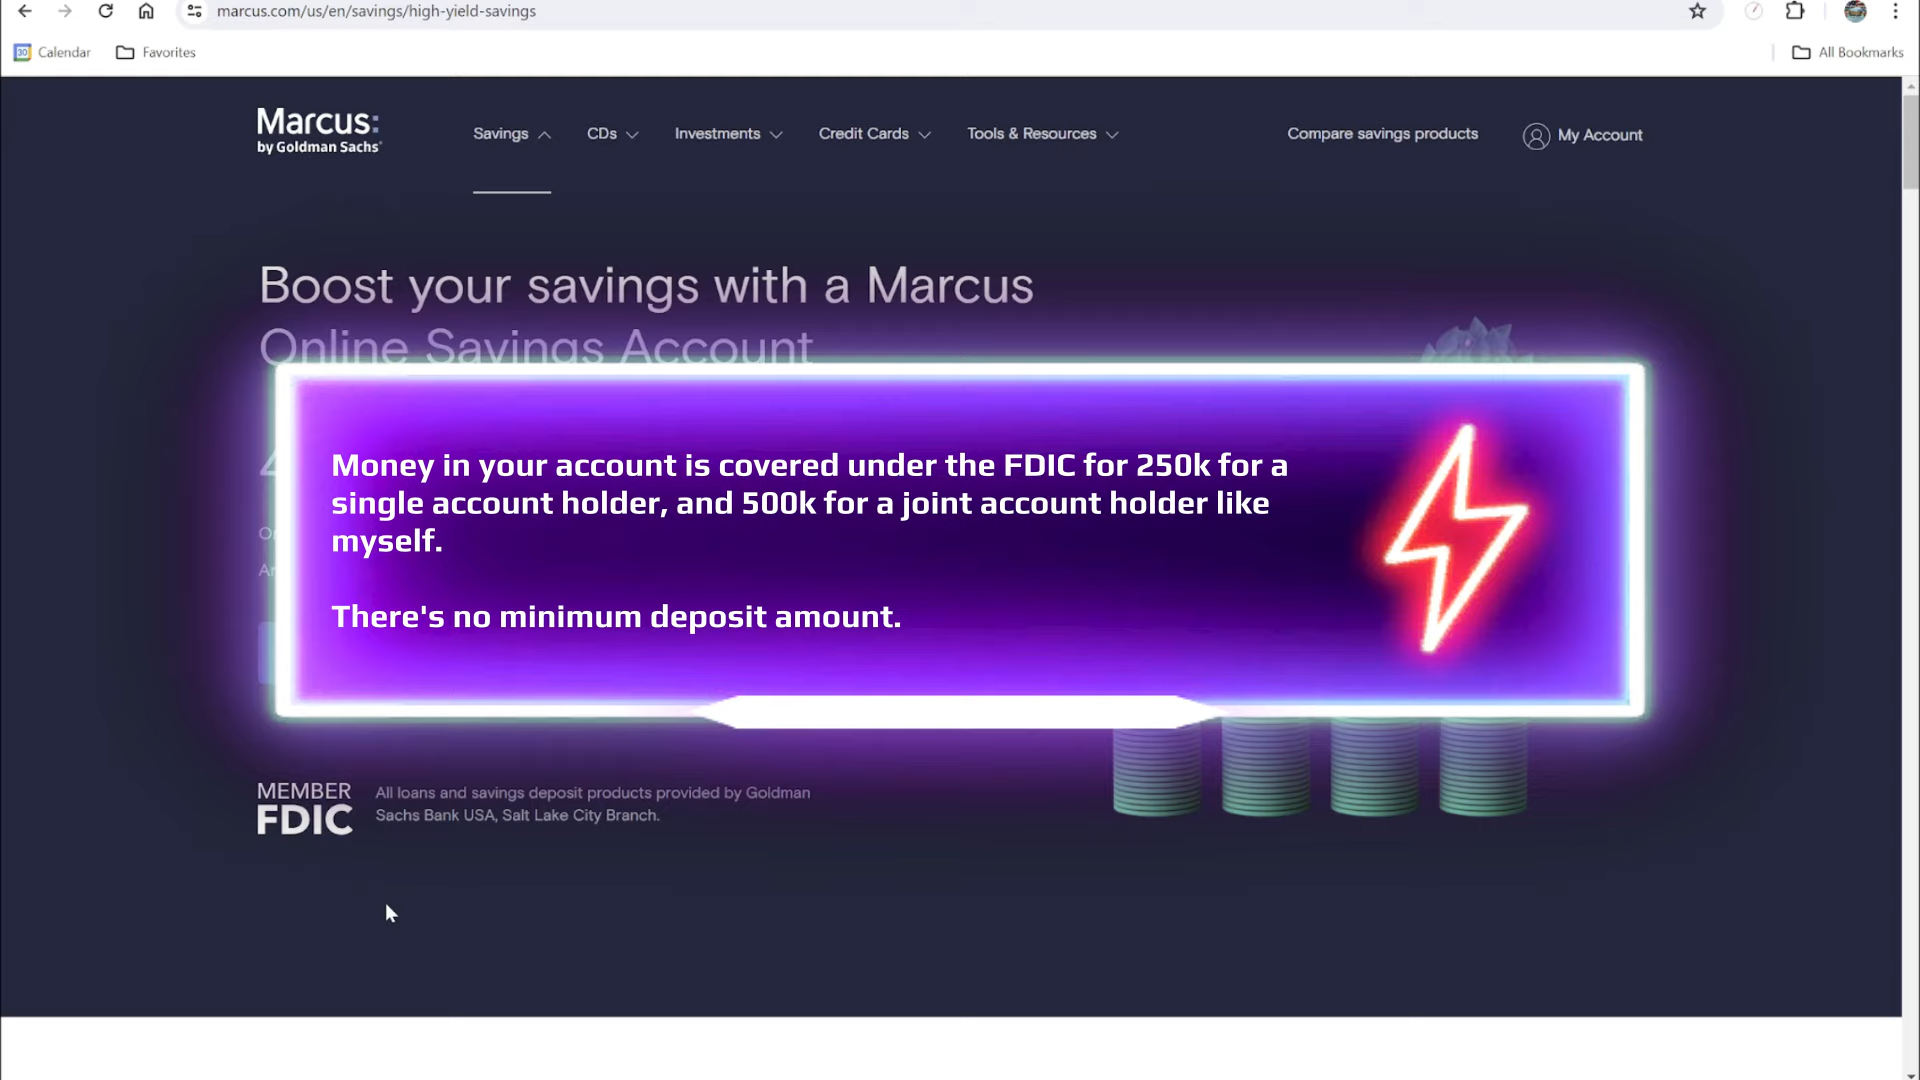 marcus.com/us/en/savings/high-yield-savings
30 Calendar
Favorites
All Bookmarks
Marcus:
by Goldman Sachs
Savings
CDs
Investments
Credit Cards
Tools & Resources
Compare savings products
My Account
Boost your savings with a Marcus
Online Savings Account
Money in your account is covered under the FDIC for 250k for a
single account holder, and 500k for a joint account holder like
myself.
There's no minimum deposit amount.
MEMBER
FDIC
All loans and savings deposit products provided by Goldman
Sachs Bank USA, Salt Lake City Branch.